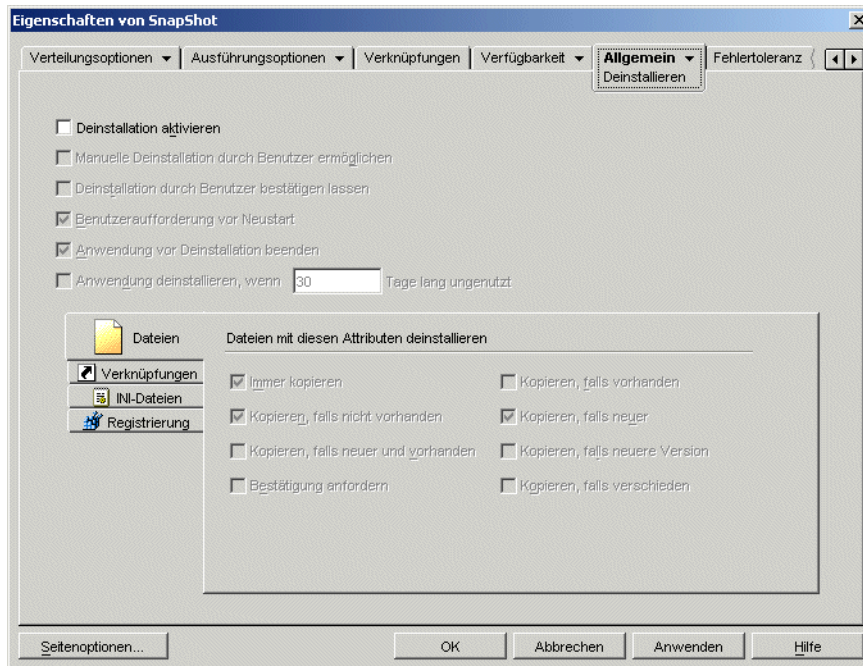 Eigenschaften von SnapShot
Verteilungsoptionen Ausführungsoptionen Verknüpfungen Verfügbarkeit Allgemein Fehlertoleranz
Deinstallieren
Deinstallation aktivieren
Manuelle Deinstallation durch Benutzer ermöglichen
Deinstallation durch Benutzer bestätigen lassen
Benutzeraufforderung vor Neustart
Anwendung vor Deinstallation beenden
Anwendung deinstallieren, wenn 30 Tage lang ungenutzt
Dateien
Verknüpfungen
INI-Dateien
Registrierung
Dateien mit diesen Attributen deinstallieren
Immer kopieren Kopieren, falls vorhanden
Kopieren, falls nicht vorhanden Kopieren, falls neuer
Kopieren, falls neuer und vorhanden Kopieren, falls neuere Version
Bestätigung anfordern Kopieren, falls verschieden
Seitenoptionen... OK Abbrechen Anwenden Hilfe